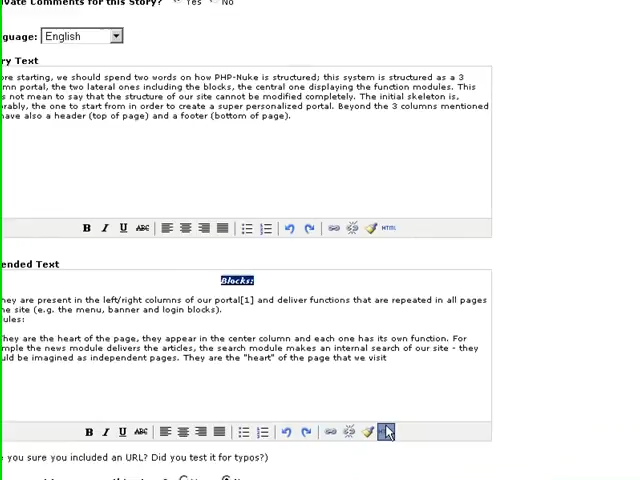 vate Comments for this Story? Yes No
guage: English
ry Text
ore starting, we should spend two words on how PHP-Nuke is structured; this system is structured as a 3
mn portal, the two lateral ones including the blocks, the central one displaying the function modules. This
s not mean to say that the structure of our site cannot be modified completely. The initial skeleton is,
orably, the one to start from in order to create a super personalized portal. Beyond the 3 columns mentioned
have also a header (top of page) and a footer (bottom of page).
B I U ABC HTML
ended Text
Blocks:
hey are present in the left/right columns of our portal[1] and deliver functions that are repeated in all pages
he site (e.g. the menu, banner and login blocks).
ules:
They are the heart of the page, they appear in the center column and each one has its own function. For
mple the news module delivers the articles, the search module makes an internal search of our site - they
uld be imagined as independent pages. They are the "heart" of the page that we visit
B I U ABC
e you sure you included an URL? Did you test it for typos?)